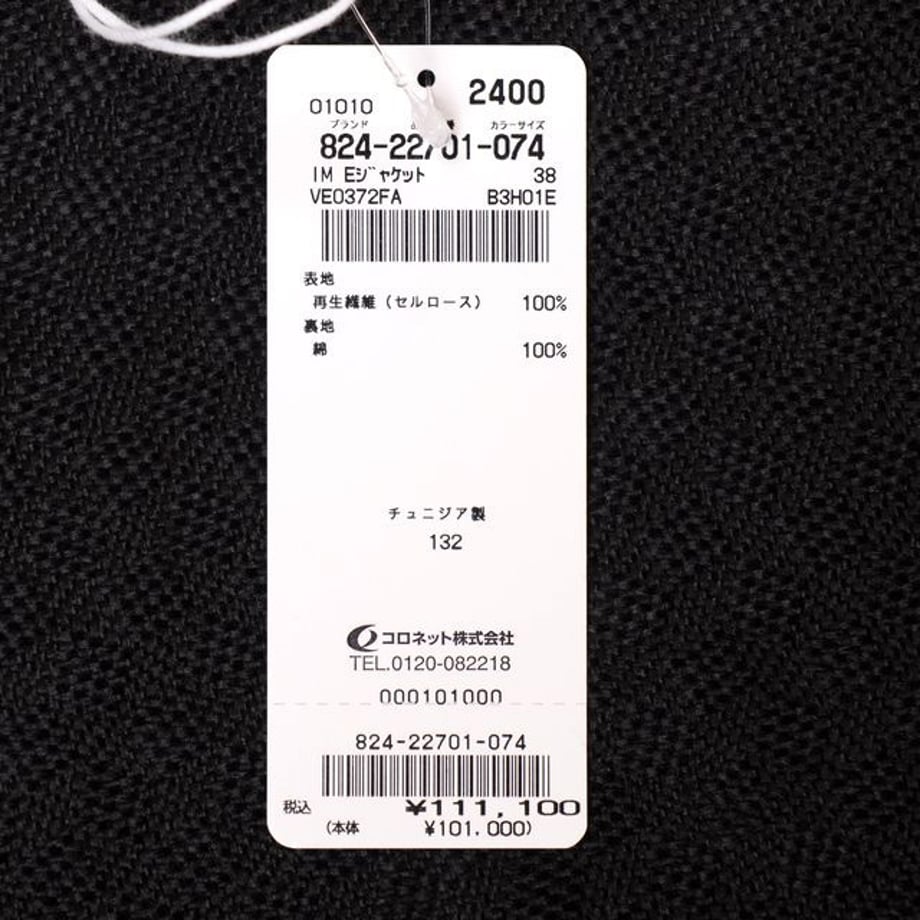 2400
01010
ブランド カラーサイズ
824-22701-074
IM Eジャケット 38
VE0372FA B3H01E
表地
再生繊維（セルロース） 100%
裏地
綿 100%
チュニジア製
132
コロネット株式会社
TEL.0120-082218
000101000
824-22701-074
税込 ¥111,100
(本体 ¥101,000)